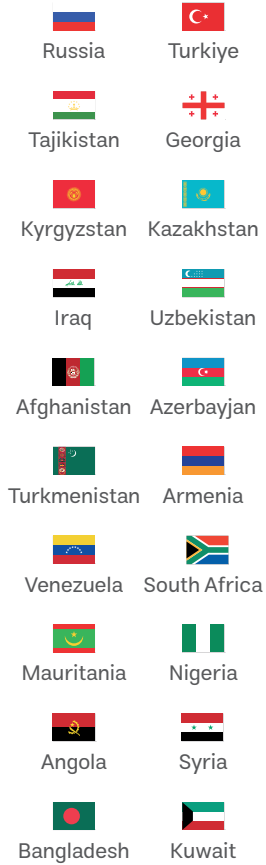 Russia Turkiye
Tajikistan Georgia
Kyrgyzstan Kazakhstan
Iraq Uzbekistan
Afghanistan Azerbayjan
Turkmenistan Armenia
Venezuela South Africa
Mauritania Nigeria
Angola Syria
Bangladesh Kuwait